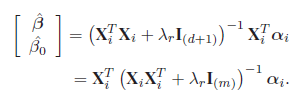 [ β̂ β̂₀ ] = (XᵢᵀXᵢ + λᵣI₍d+1₎)⁻¹ Xᵢᵀαᵢ
= Xᵢᵀ (XᵢXᵢᵀ + λᵣI₍m₎)⁻¹ αᵢ.